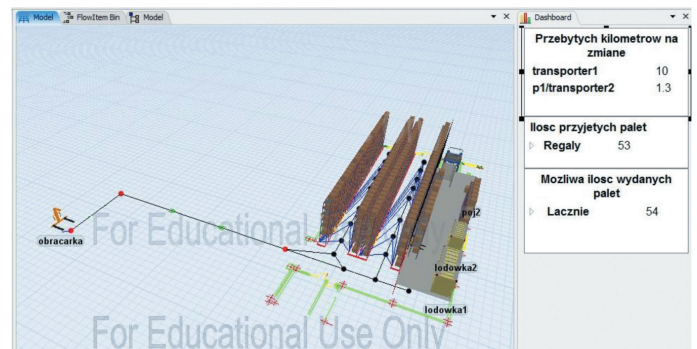 Model
FlowItem Bin
Model
Dashboard
Przebytych kilometrow na
zmiane
transporter1 10
p1/transporter2 1.3
Ilosc przyjetych palet
Regaly 53
Mozliwa ilosc wydanych
palet
Lacznie 54
obracarka
poj2
lodowka2
lodowka1
For Educational Use Only
For Educational Use Only